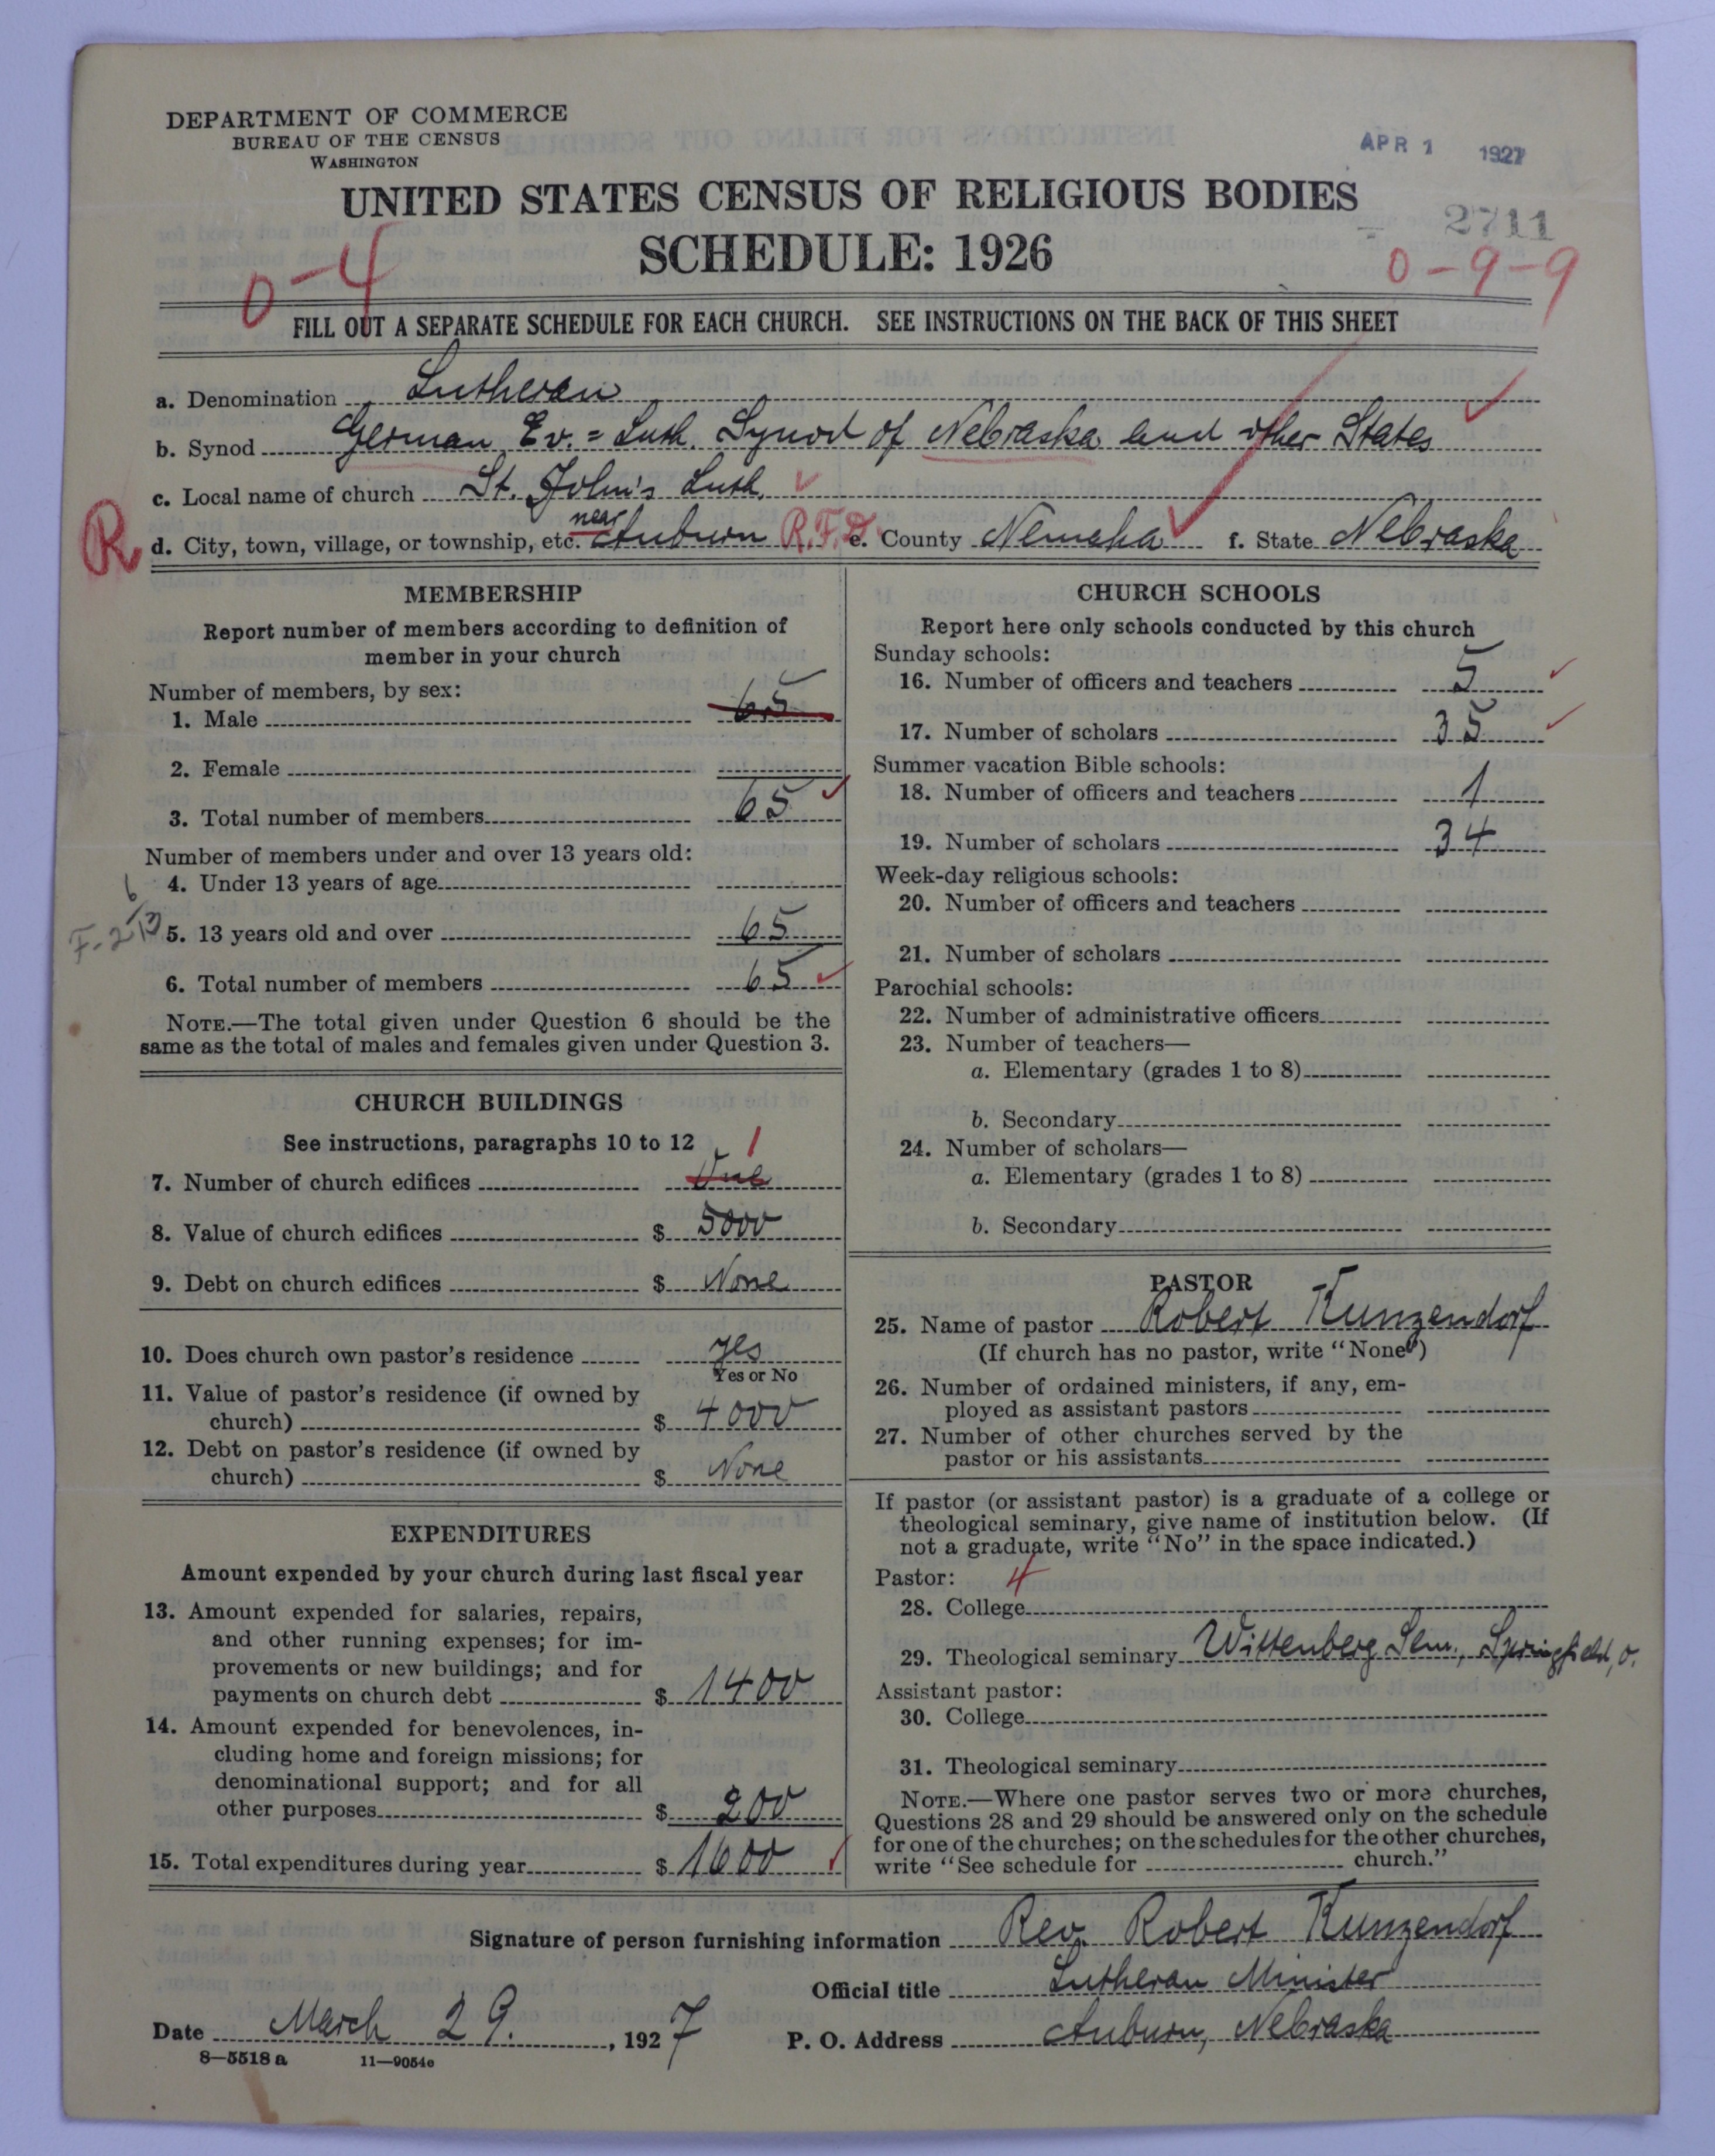 DEPARTMENT OF COMMERCE
BUREAU OF THE CENSUS
WASHINGTON
APR 1 1927
UNITED STATES CENSUS OF RELIGIOUS BODIES
SCHEDULE: 1926
2711
0-4
0-9-9
FILL OUT A SEPARATE SCHEDULE FOR EACH CHURCH. SEE INSTRUCTIONS ON THE BACK OF THIS SHEET
a. Denomination Lutheran
b. Synod German Ev.=Luth. Synod of Nebraska and other States
c. Local name of church St. John's Luth.
R d. City, town, village, or township, etc. near Auburn R.F.D. e. County Nemaha f. State Nebraska
MEMBERSHIP
Report number of members according to definition of
member in your church
Number of members, by sex:
1. Male 65
2. Female
3. Total number of members 65
Number of members under and over 13 years old:
4. Under 13 years of age
5. 13 years old and over 65
6. Total number of members 65
NOTE.—The total given under Question 6 should be the
same as the total of males and females given under Question 3.
CHURCH BUILDINGS
See instructions, paragraphs 10 to 12
1
7. Number of church edifices One
8. Value of church edifices $ 5000
9. Debt on church edifices $ None
10. Does church own pastor's residence yes
Yes or No
11. Value of pastor's residence (if owned by
church) $ 4000
12. Debt on pastor's residence (if owned by
church) $ None
EXPENDITURES
Amount expended by your church during last fiscal year
13. Amount expended for salaries, repairs,
and other running expenses; for im-
provements or new buildings; and for
payments on church debt $ 1400
14. Amount expended for benevolences, in-
cluding home and foreign missions; for
denominational support; and for all
other purposes $ 200
15. Total expenditures during year $ 1600
CHURCH SCHOOLS
Report here only schools conducted by this church
Sunday schools:
16. Number of officers and teachers 5
17. Number of scholars 35
Summer vacation Bible schools:
18. Number of officers and teachers 1
19. Number of scholars 34
Week-day religious schools:
20. Number of officers and teachers
21. Number of scholars
Parochial schools:
22. Number of administrative officers
23. Number of teachers—
a. Elementary (grades 1 to 8)
b. Secondary
24. Number of scholars—
a. Elementary (grades 1 to 8)
b. Secondary
PASTOR
25. Name of pastor Robert Kunzendorf
(If church has no pastor, write "None")
26. Number of ordained ministers, if any, em-
ployed as assistant pastors
27. Number of other churches served by the
pastor or his assistants
If pastor (or assistant pastor) is a graduate of a college or
theological seminary, give name of institution below. (If
not a graduate, write "No" in the space indicated.)
Pastor: 4
28. College
29. Theological seminary Wittenberg Sem., Springfield, O.
Assistant pastor:
30. College
31. Theological seminary
NOTE.—Where one pastor serves two or more churches,
Questions 28 and 29 should be answered only on the schedule
for one of the churches; on the schedules for the other churches,
write "See schedule for church."
Signature of person furnishing information Rev. Robert Kunzendorf
Official title Lutheran Minister
Date March 29. , 1927 P. O. Address Auburn, Nebraska
8—5518a 11—9054e